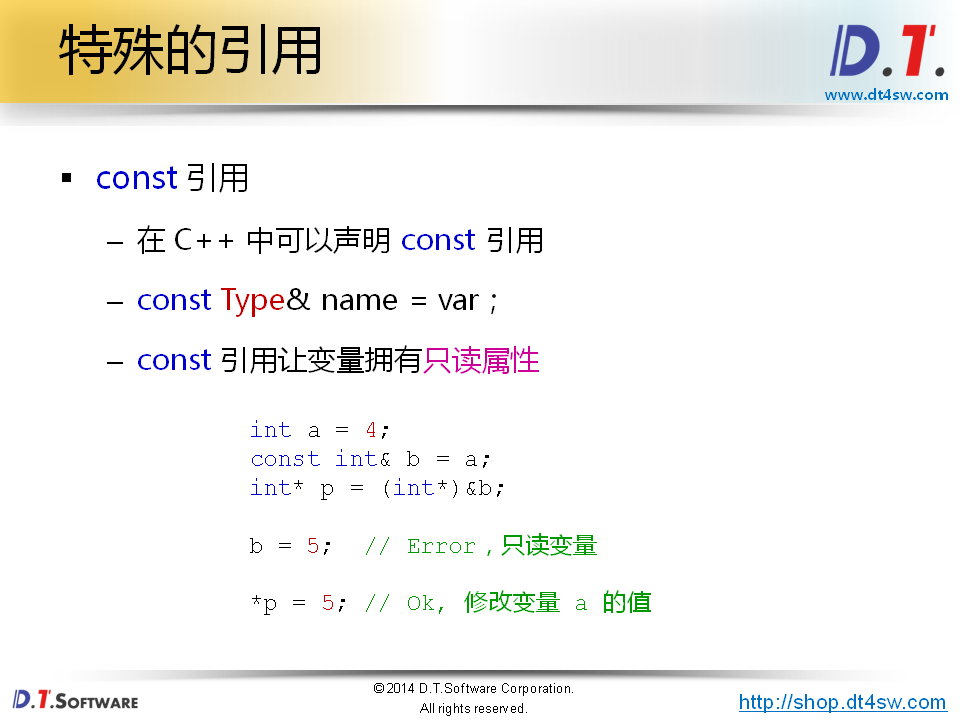 特殊的引用
D.T.
www.dt4sw.com
▪ const 引用
– 在 C++ 中可以声明 const 引用
– const Type& name = var ;
– const 引用让变量拥有只读属性
int a = 4;
const int& b = a;
int* p = (int*)&b;
b = 5;  // Error，只读变量
*p = 5; // Ok, 修改变量 a 的值
D.T.SOFTWARE
©2014 D.T.Software Corporation.
All rights reserved.
http://shop.dt4sw.com